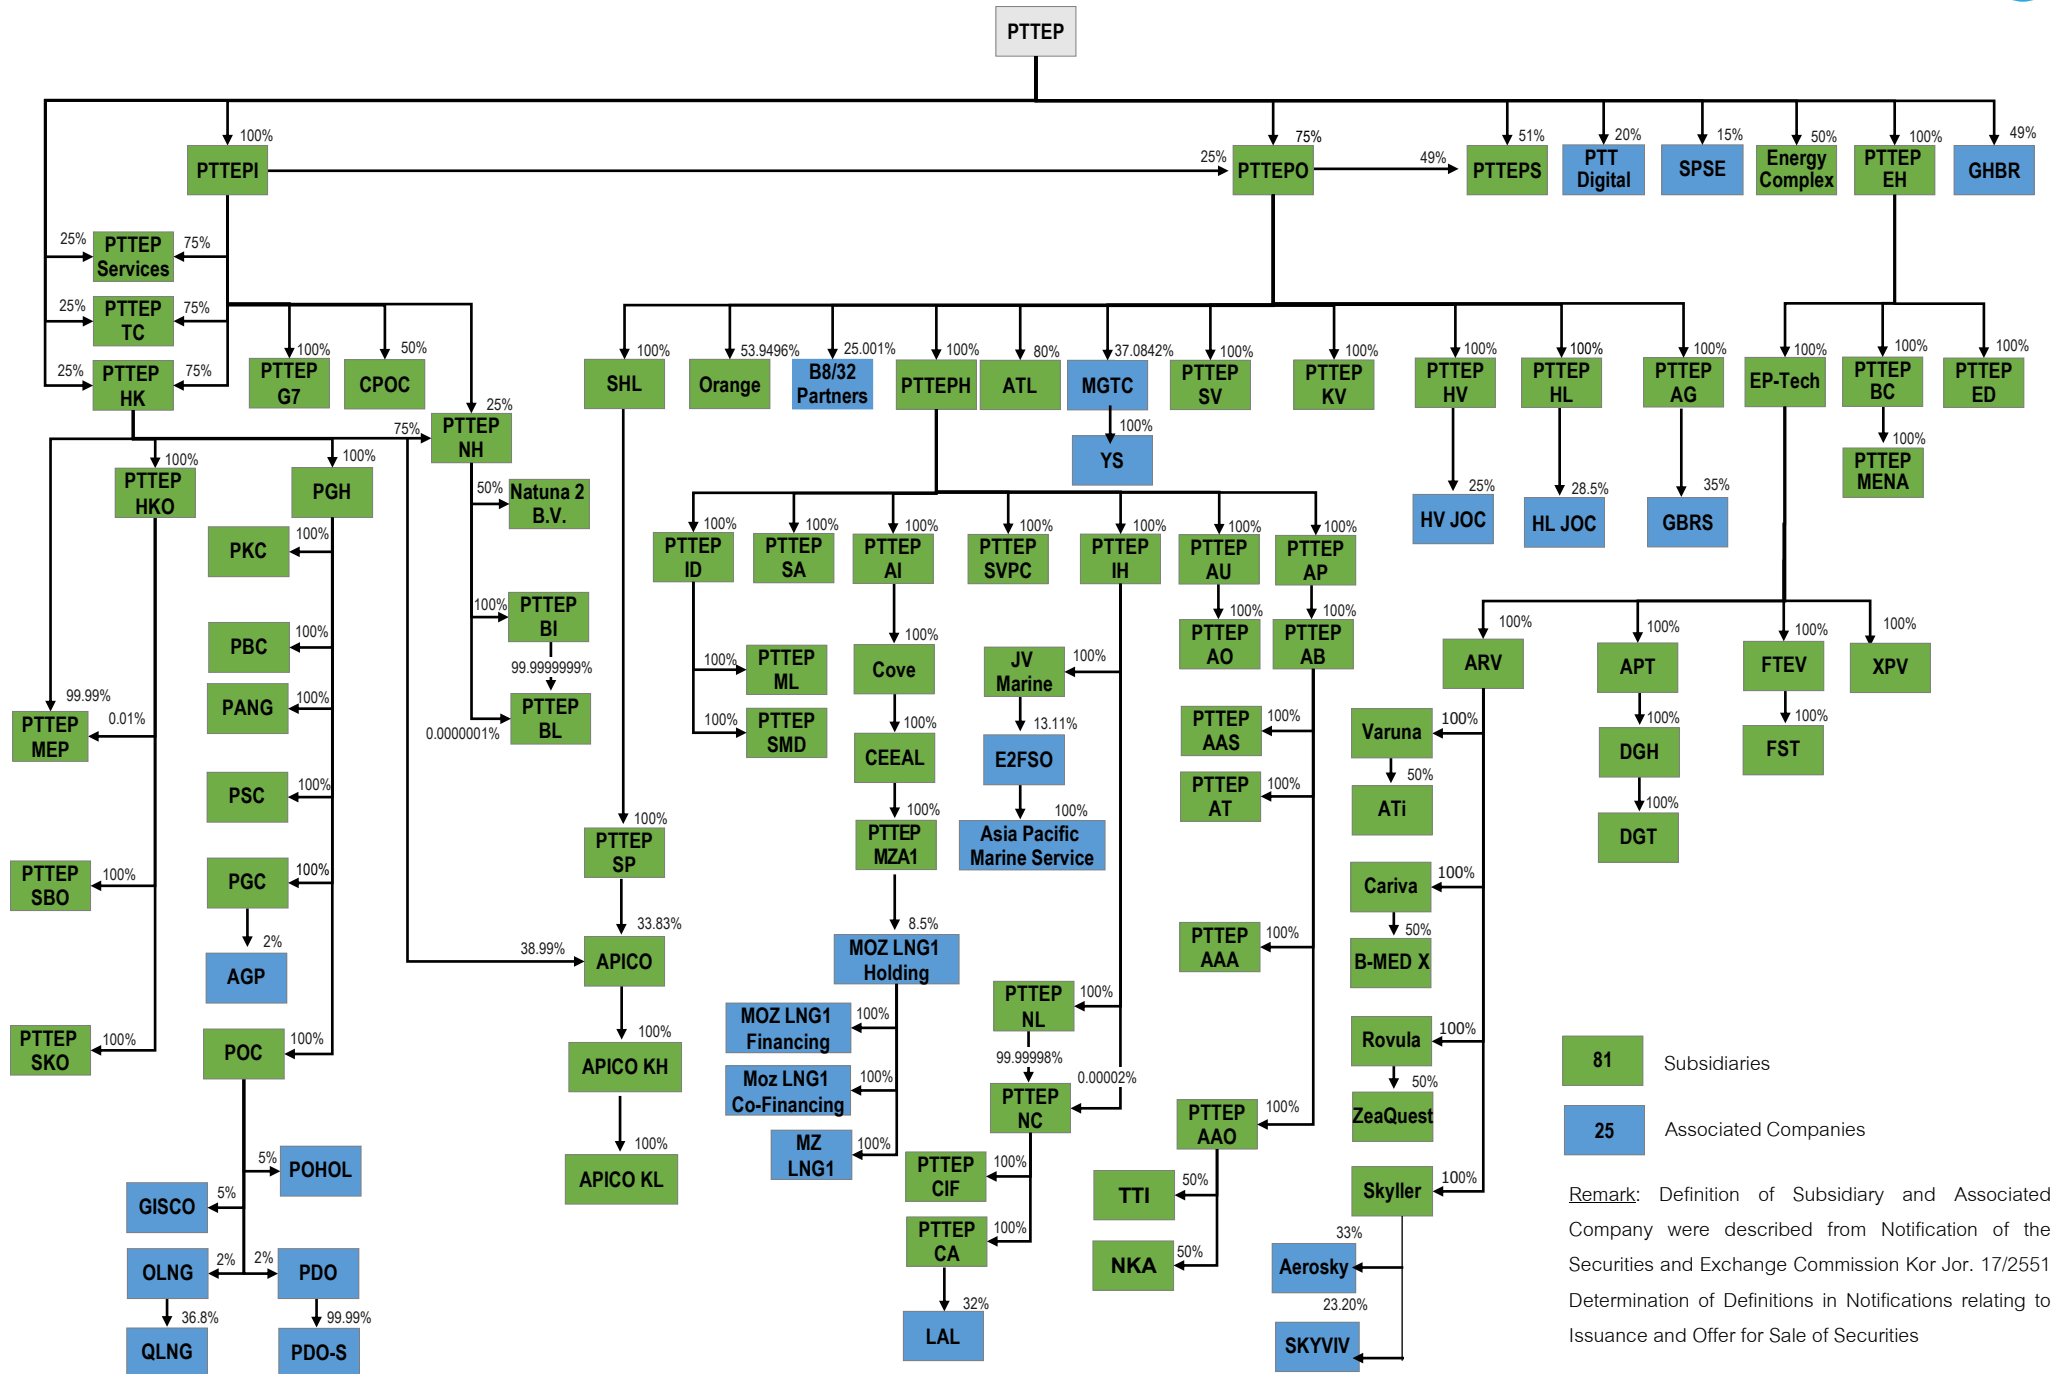 PTTEP
100%
75%
51%
20%
15%
50%
100%
49%
PTTEPI
25%
PTTEPO
49%
PTTEPS
PTT
Digital
SPSE
Energy
Complex
PTTEP
EH
GHBR
25%
PTTEP
Services
75%
25%
PTTEP
TC
75%
25%
PTTEP
HK
75%
100%
PTTEP
G7
50%
CPOC
100%
SHL
53.9496%
Orange
25.001%
B8/32
Partners
100%
PTTEPH
80%
ATL
37.0842%
MGTC
100%
PTTEP
SV
100%
PTTEP
KV
100%
PTTEP
HV
100%
PTTEP
HL
100%
PTTEP
AG
100%
EP-Tech
100%
PTTEP
BC
100%
PTTEP
ED
75%
25%
PTTEP
NH
100%
YS
100%
PTTEP
MENA
100%
PTTEP
HKO
100%
PGH
50%
Natuna 2
B.V.
25%
HV JOC
28.5%
HL JOC
35%
GBRS
100%
PKC
100%
PTTEP
ID
100%
PTTEP
SA
100%
PTTEP
AI
100%
PTTEP
SVPC
100%
PTTEP
IH
100%
PTTEP
AU
100%
PTTEP
AP
100%
PTTEP
BI
99.9999999%
PTTEP
BL
0.0000001%
PBC
100%
PANG
100%
99.99%
PTTEP
MEP
0.01%
PSC
100%
100%
PTTEP
ML
100%
PTTEP
SMD
100%
Cove
100%
CEEAL
100%
PTTEP
MZA1
JV
Marine
100%
13.11%
E2FSO
100%
Asia Pacific
Marine Service
100%
PTTEP
AO
100%
PTTEP
AB
PTTEP
AAS
100%
PTTEP
AT
100%
100%
ARV
100%
APT
100%
FTEV
100%
XPV
Varuna
100%
50%
ATi
100%
DGH
100%
DGT
100%
FST
PTTEP
SBO
100%
PGC
100%
2%
AGP
100%
PTTEP
SP
33.83%
38.99%
APICO
8.5%
MOZ LNG1
Holding
PTTEP
AAA
100%
Cariva
100%
50%
B-MED X
PTTEP
SKO
100%
POC
100%
100%
APICO KH
100%
APICO KL
MOZ LNG1
Financing
100%
Moz LNG1
Co-Financing
100%
MZ
LNG1
100%
PTTEP
NL
100%
99.99998%
0.00002%
PTTEP
NC
PTTEP
AAO
100%
Rovula
100%
50%
ZeaQuest
81
Subsidiaries
25
Associated Companies
5%
POHOL
GISCO
5%
OLNG
2%
2%
PDO
36.8%
QLNG
99.99%
PDO-S
PTTEP
CIF
100%
PTTEP
CA
100%
32%
LAL
TTI
50%
NKA
50%
Skyller
100%
33%
Aerosky
23.20%
SKYVIV
Remark: Definition of Subsidiary and Associated
Company were described from Notification of the
Securities and Exchange Commission Kor Jor. 17/2551
Determination of Definitions in Notifications relating to
Issuance and Offer for Sale of Securities